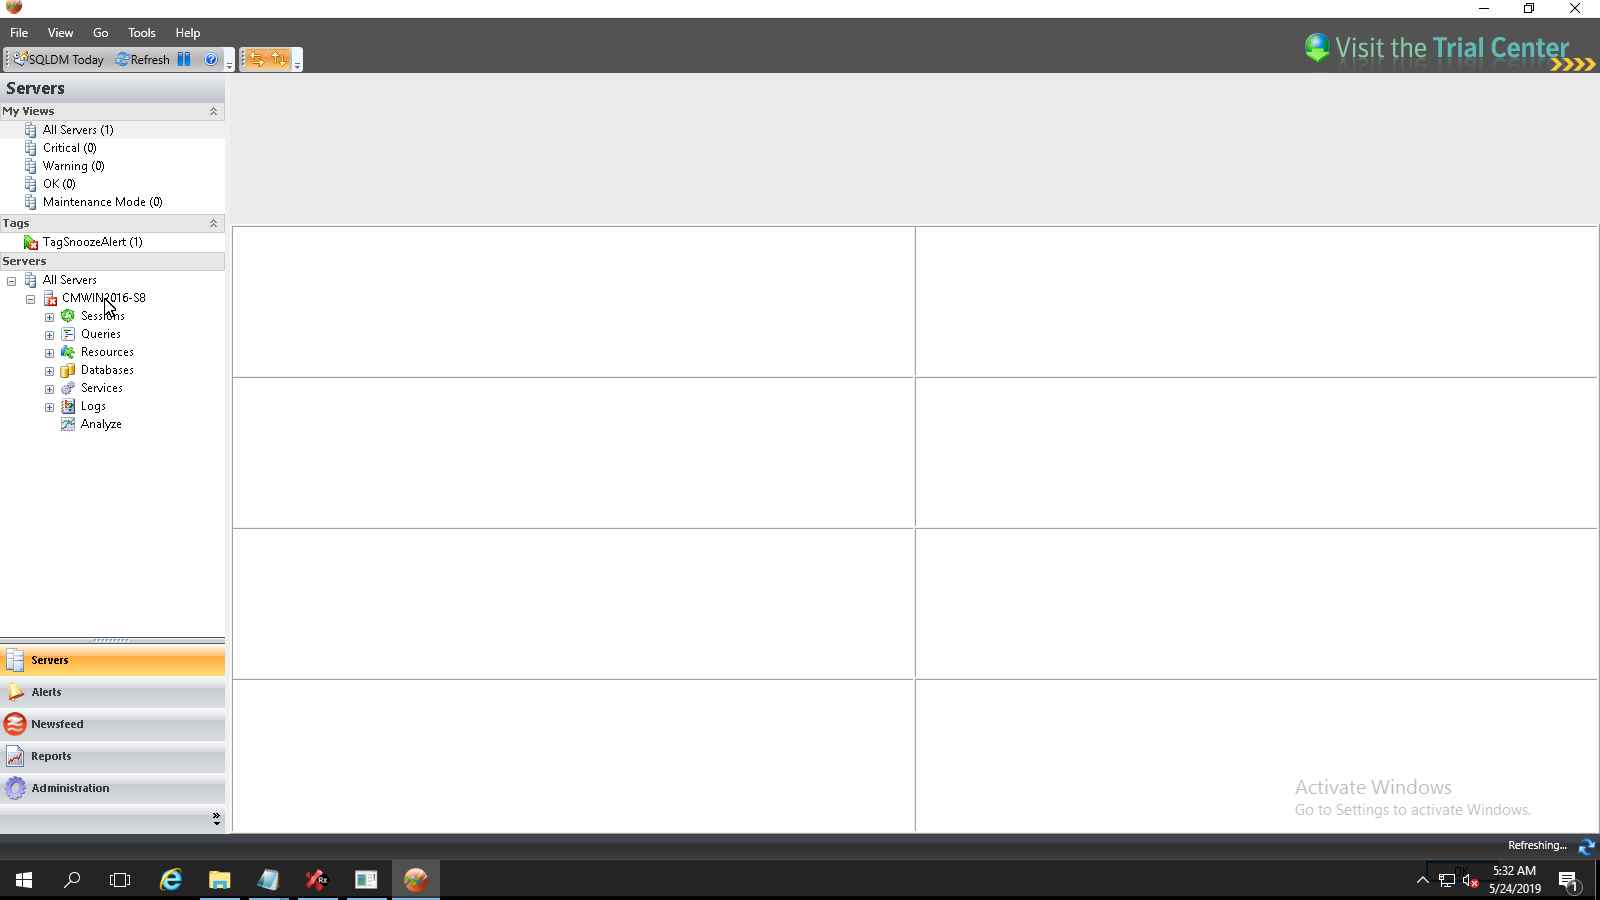 File View Go Tools Help
SQLDM Today Refresh
Visit the Trial Center
Servers
My Views
All Servers (1)
Critical (0)
Warning (0)
OK (0)
Maintenance Mode (0)
Tags
TagSnoozeAlert (1)
Servers
All Servers
CMWIN2016-S8
Sessions
Queries
Resources
Databases
Services
Logs
Analyze
Servers
Alerts
Newsfeed
Reports
Administration
Activate Windows
Go to Settings to activate Windows.
Refreshing...
Rx
5:32 AM
5/24/2019
1